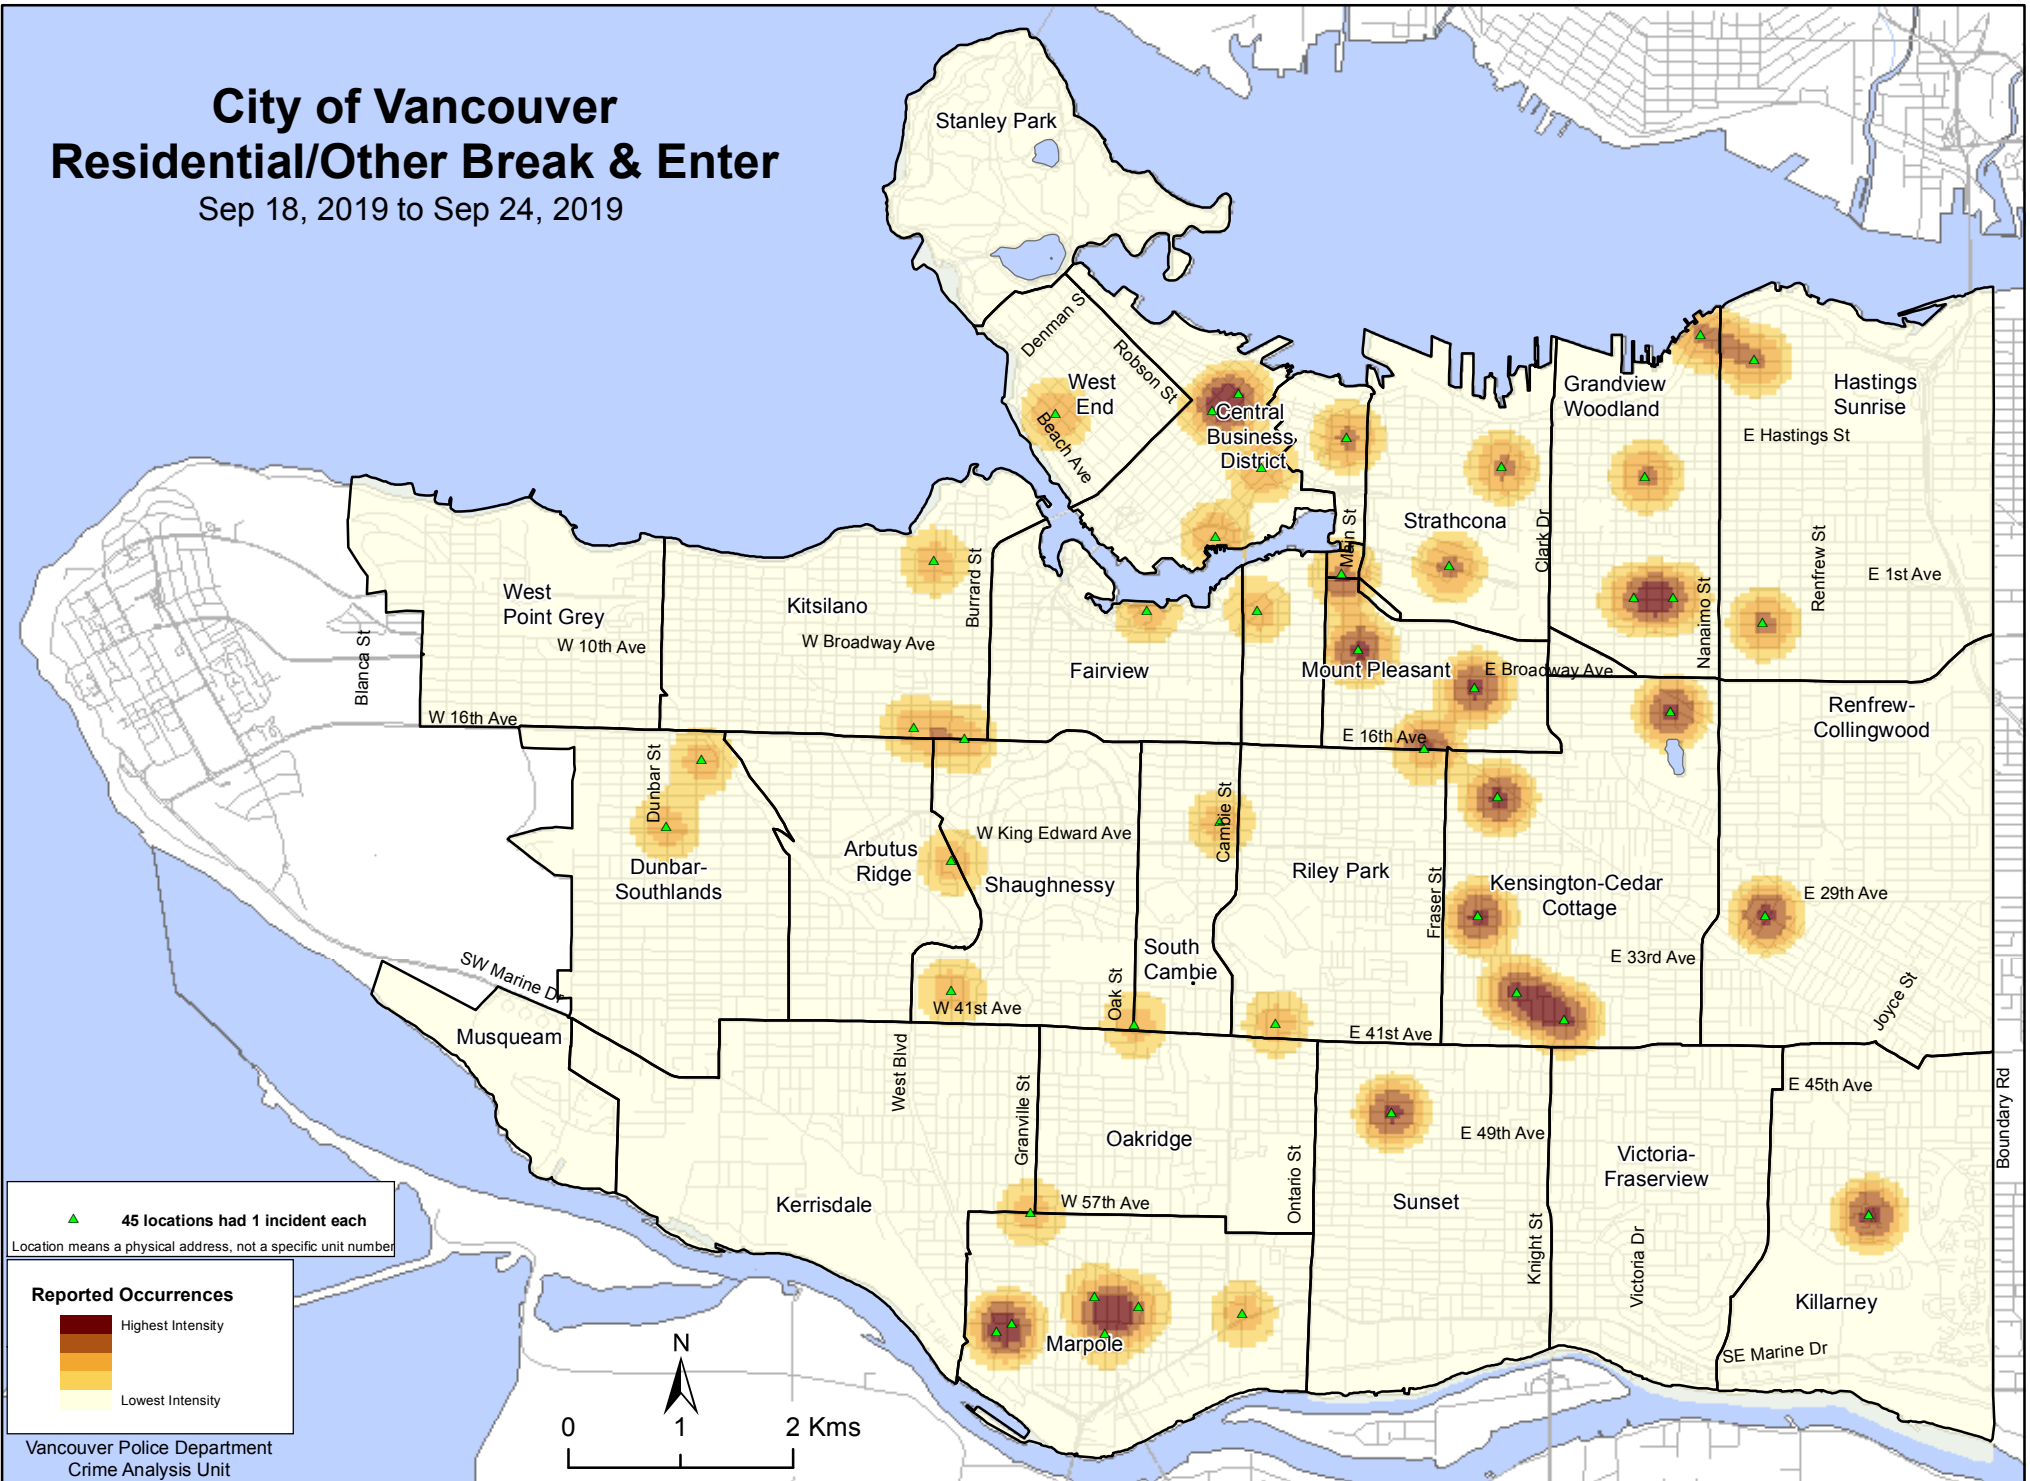 City of Vancouver
Residential/Other Break & Enter
Sep 18, 2019 to Sep 24, 2019
Stanley Park
Denman St
Robson St
West
End
Beach Ave
Central
Business
District
Grandview
Woodland
Hastings
Sunrise
E Hastings St
Strathcona
Main St
Clark Dr
Nanaimo St
Renfrew St
E 1st Ave
West
Point Grey
W 10th Ave
Blanca St
Kitsilano
W Broadway Ave
Burrard St
Fairview
Mount Pleasant
E Broadway Ave
Renfrew-
Collingwood
W 16th Ave
E 16th Ave
Dunbar St
Dunbar-
Southlands
Arbutus
Ridge
W King Edward Ave
Shaughnessy
Cambie St
Riley Park
Fraser St
Kensington-Cedar
Cottage
E 29th Ave
E 33rd Ave
South
Cambie
Oak St
SW Marine Dr
W 41st Ave
E 41st Ave
Joyce St
Musqueam
West Blvd
Granville St
Oakridge
E 45th Ave
E 49th Ave
Boundary Rd
Victoria-
Fraserview
Kerrisdale
W 57th Ave
Ontario St
Sunset
Knight St
Victoria Dr
Killarney
Marpole
SE Marine Dr
45 locations had 1 incident each
Location means a physical address, not a specific unit number
Reported Occurrences
Highest Intensity
Lowest Intensity
Vancouver Police Department
Crime Analysis Unit
N
0 1 2 Kms